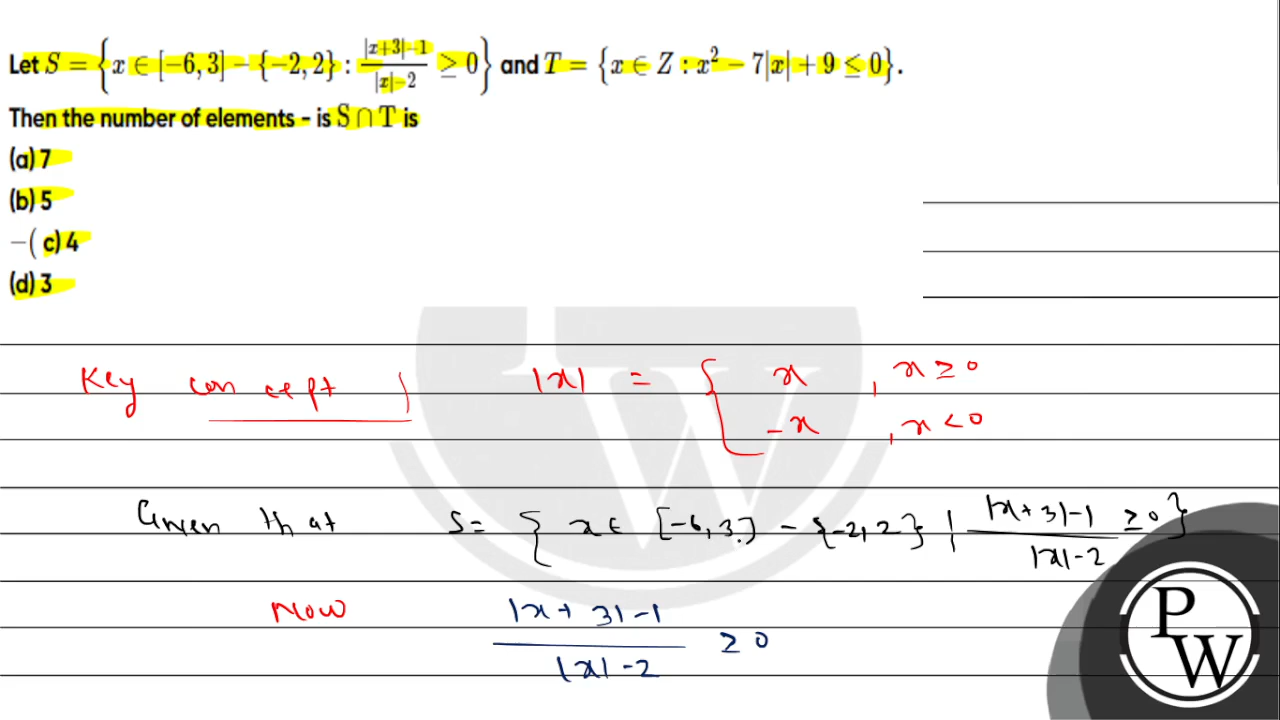 Let S = {x ∈ [−6, 3] − {−2, 2} : |x+3|−1 / |x|−2 ≥ 0} and T = {x ∈ Z : x² − 7|x| + 9 ≤ 0}.
Then the number of elements - is S ∩ T is
(a) 7
(b) 5
−( c) 4
(d) 3
Key concept |x| = { x , x ≥ 0
−x , x < 0
Given that S = { x ∈ [−6, 3] − {−2, 2} | |x + 3|−1 / |x|−2 ≥ 0 }
Now |x + 3|−1 / |x|−2 ≥ 0
P
W